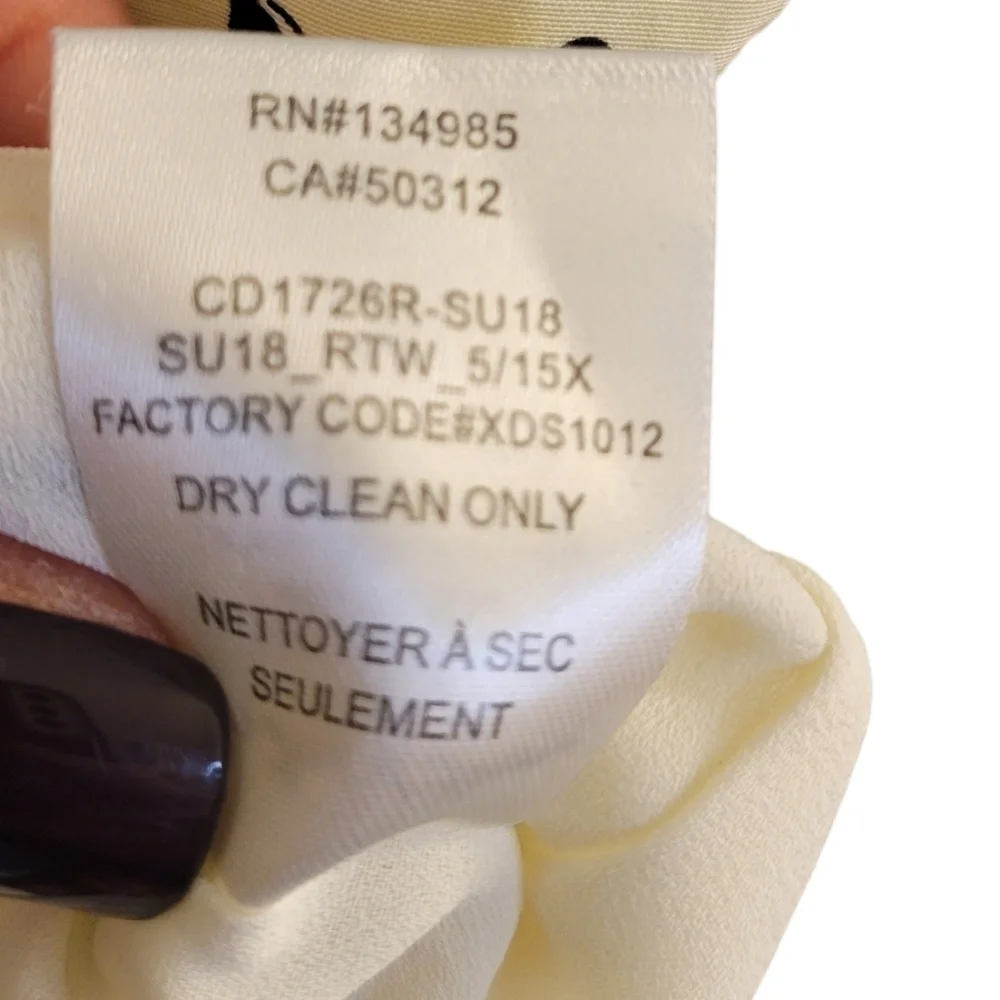 RN#134985
CA#50312
CD1726R-SU18
SU18_RTW_5/15X
FACTORY CODE#XDS1012
DRY CLEAN ONLY
NETTOYER À SEC
SEULEMENT